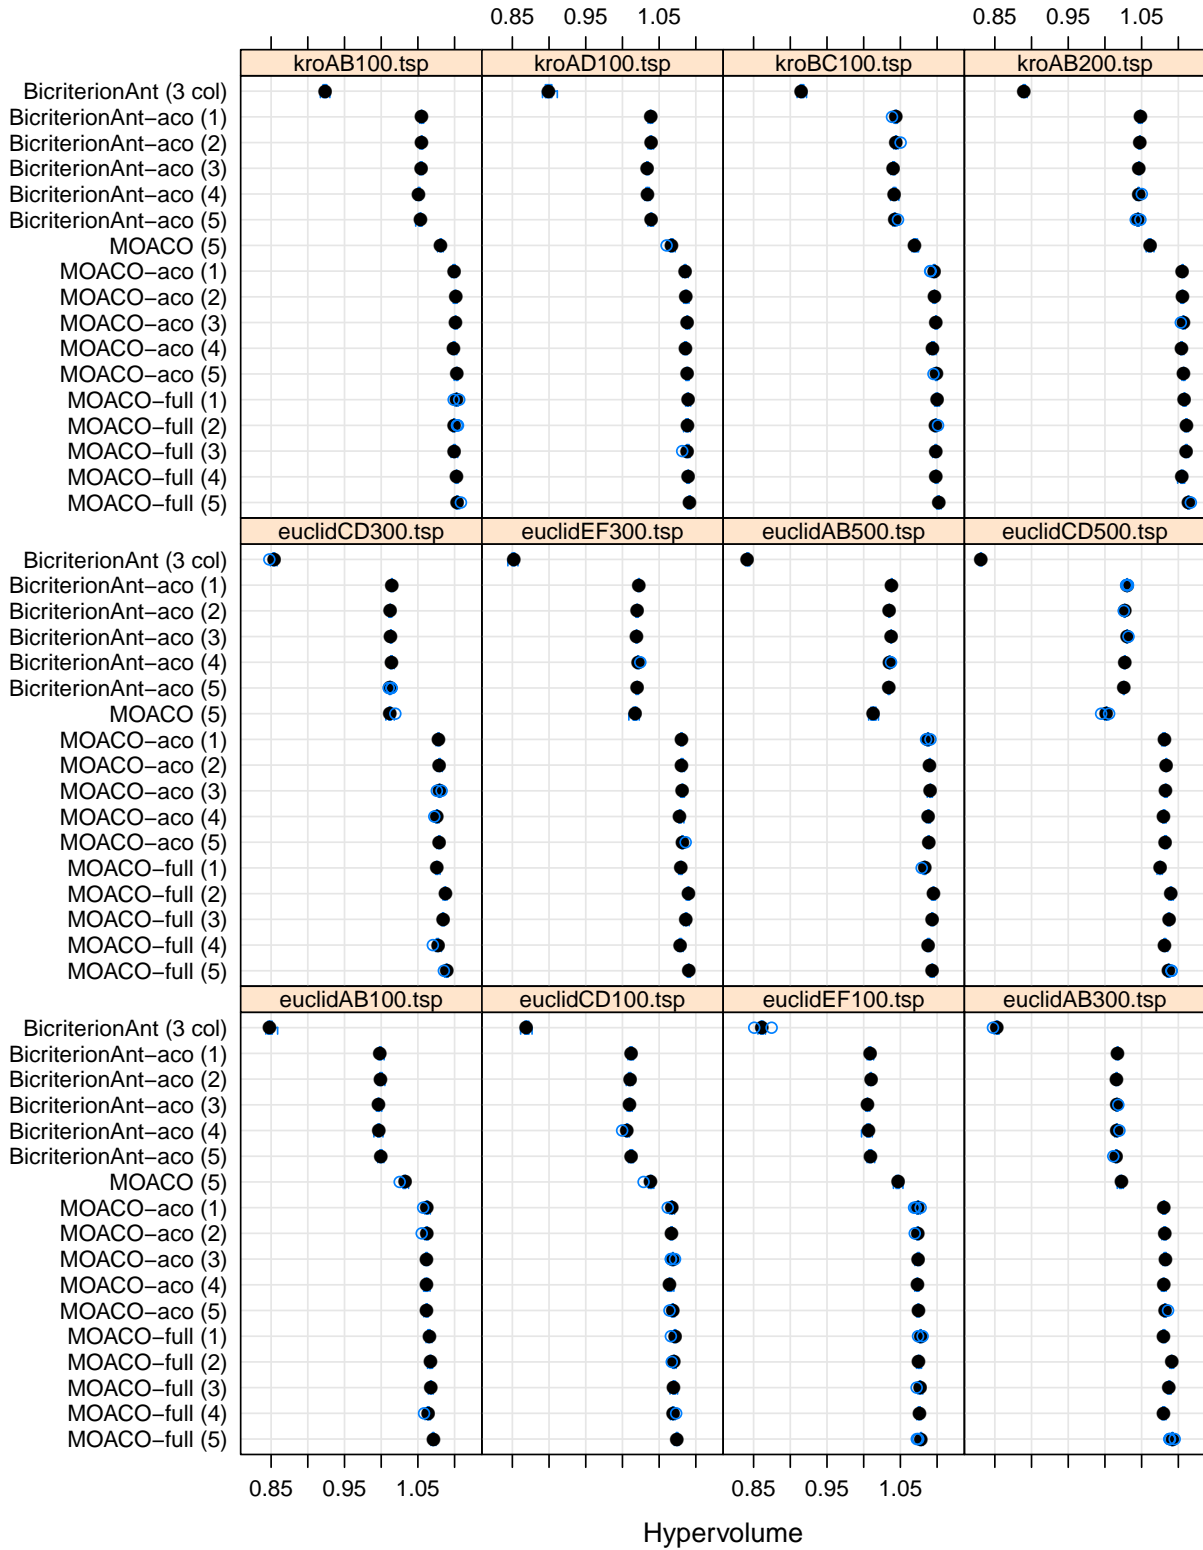 0.85 0.95 1.05 0.85 0.95 1.05
kroAB100.tsp kroAD100.tsp kroBC100.tsp kroAB200.tsp
BicriterionAnt (3 col)
BicriterionAnt−aco (1)
BicriterionAnt−aco (2)
BicriterionAnt−aco (3)
BicriterionAnt−aco (4)
BicriterionAnt−aco (5)
MOACO (5)
MOACO−aco (1)
MOACO−aco (2)
MOACO−aco (3)
MOACO−aco (4)
MOACO−aco (5)
MOACO−full (1)
MOACO−full (2)
MOACO−full (3)
MOACO−full (4)
MOACO−full (5)
euclidCD300.tsp euclidEF300.tsp euclidAB500.tsp euclidCD500.tsp
BicriterionAnt (3 col)
BicriterionAnt−aco (1)
BicriterionAnt−aco (2)
BicriterionAnt−aco (3)
BicriterionAnt−aco (4)
BicriterionAnt−aco (5)
MOACO (5)
MOACO−aco (1)
MOACO−aco (2)
MOACO−aco (3)
MOACO−aco (4)
MOACO−aco (5)
MOACO−full (1)
MOACO−full (2)
MOACO−full (3)
MOACO−full (4)
MOACO−full (5)
euclidAB100.tsp euclidCD100.tsp euclidEF100.tsp euclidAB300.tsp
BicriterionAnt (3 col)
BicriterionAnt−aco (1)
BicriterionAnt−aco (2)
BicriterionAnt−aco (3)
BicriterionAnt−aco (4)
BicriterionAnt−aco (5)
MOACO (5)
MOACO−aco (1)
MOACO−aco (2)
MOACO−aco (3)
MOACO−aco (4)
MOACO−aco (5)
MOACO−full (1)
MOACO−full (2)
MOACO−full (3)
MOACO−full (4)
MOACO−full (5)
0.85 0.95 1.05 0.85 0.95 1.05
Hypervolume